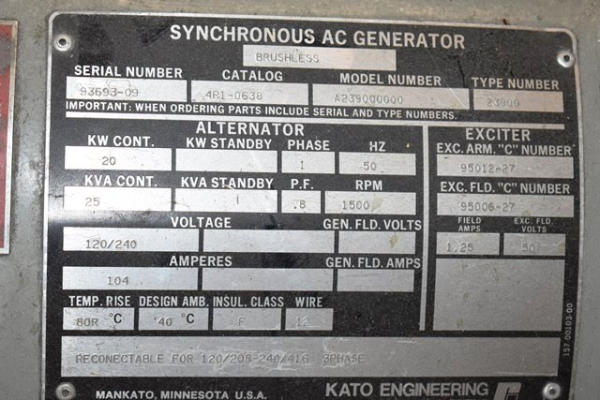 SYNCHRONOUS AC GENERATOR
BRUSHLESS
SERIAL NUMBER CATALOG MODEL NUMBER TYPE NUMBER
93693-09 4R1-0638 A239000000 23909
IMPORTANT: WHEN ORDERING PARTS INCLUDE SERIAL AND TYPE NUMBERS.
ALTERNATOR EXCITER
KW CONT. KW STANDBY PHASE HZ EXC. ARM. "C" NUMBER
20 1 50 95012-27
KVA CONT. KVA STANDBY P.F. RPM EXC. FLD. "C" NUMBER
25 .8 1500 95006-27
VOLTAGE GEN. FLD. VOLTS FIELD AMPS EXC. FLD. VOLTS
120/240 1.25 50
AMPERES GEN. FLD. AMPS
104
TEMP. RISE DESIGN AMB. INSUL. CLASS WIRE
80R °C 40 °C F 12
RECONECTABLE FOR 120/208-240/416 3PHASE
157-00103-00
MANKATO, MINNESOTA U.S.A. KATO ENGINEERING